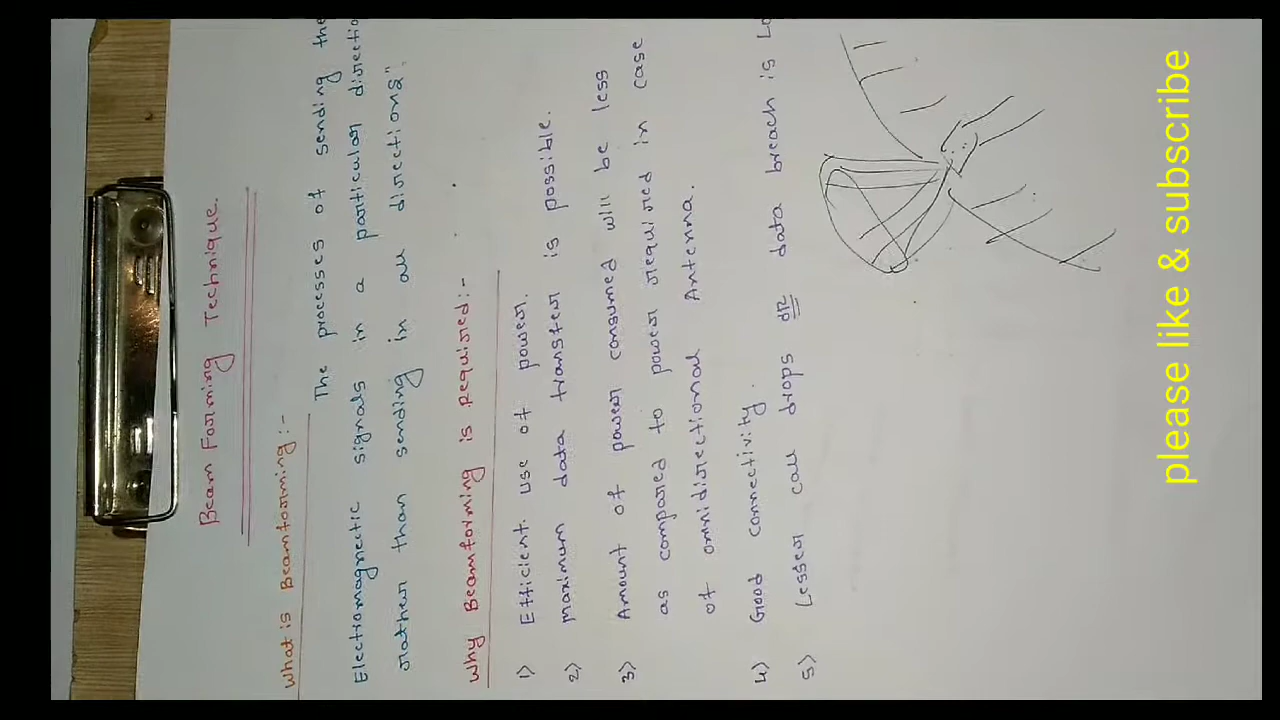 Beam Forming Technique.
What is Beamforming:-
The processes of sending the
Electromagnetic signals in a particular directio
rather than sending in all directions".
Why Beamforming is Required:-
1) Efficient use of power.
2) maximum data transfer is possible.
3) Amount of power consumed will be less
as compared to power required in case
of omnidirectional Antenna.
4) Good connectivity.
5) Lesser call drops OR data breach is Lo
please like & subscribe